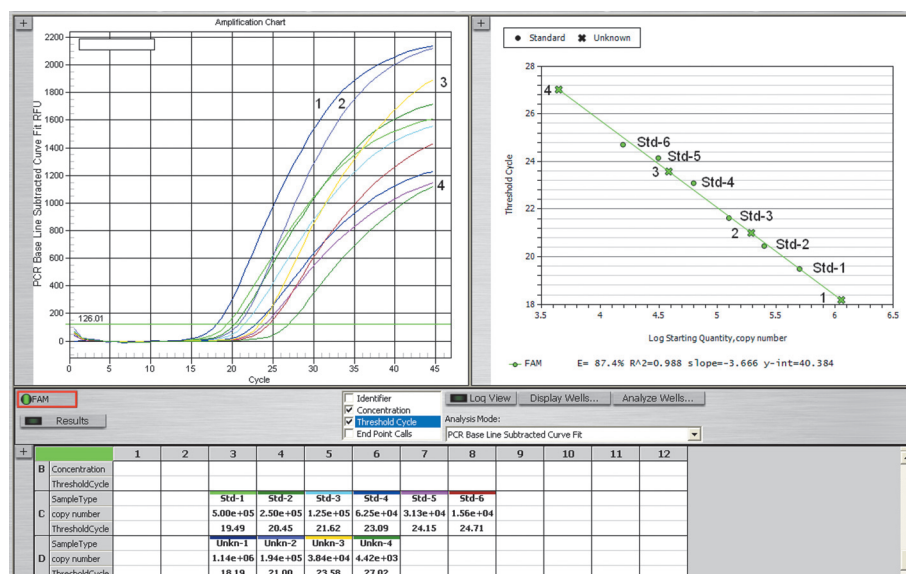 +
Amplification Chart
PCR Base Line Subtracted Curve Fit RFU
2200
2000
1800
1600
1400
1200
1000
800
600
400
200
0
126.01
1
2
3
4
0 5 10 15 20 25 30 35 40 45
Cycle
+
Standard Unknown
Threshold Cycle
28
26
24
22
20
18
4
Std-6
Std-5
3
Std-4
Std-3
2
Std-2
Std-1
1
3.5 4 4.5 5 5.5 6 6.5
Log Starting Quantity, copy number
FAM E= 87.4% R^2=0.988 slope=-3.666 y-int=40.384
FAM
Results
Identifier
Concentration
Threshold Cycle
End Point Calls
Log View Display Wells... Analyze Wells...
Analysis Mode:
PCR Base Line Subtracted Curve Fit
+ 1 2 3 4 5 6 7 8 9 10 11 12
B Concentration
ThresholdCycle
SampleType Std-1 Std-2 Std-3 Std-4 Std-5 Std-6
C copy number 5.00e+05 2.50e+05 1.25e+05 6.25e+04 3.13e+04 1.56e+04
ThresholdCycle 19.49 20.45 21.62 23.09 24.15 24.71
SampleType Unkn-1 Unkn-2 Unkn-3 Unkn-4
D copy number 1.14e+06 1.94e+05 3.84e+04 4.42e+03
ThresholdCycle 18.19 21.00 23.58 27.02